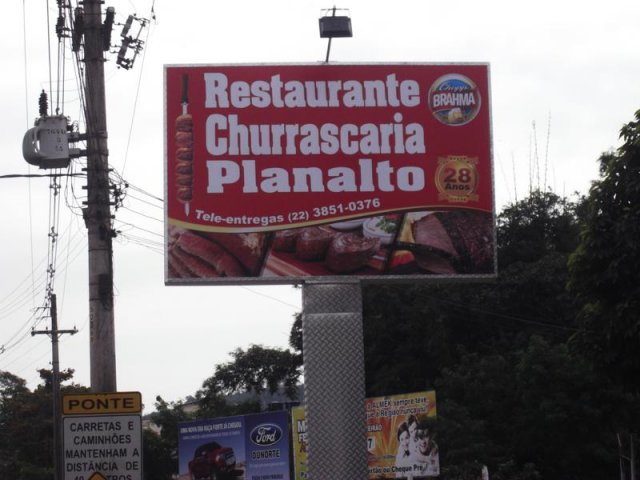 Restaurante
Churrascaria
Planalto
Chopp
BRAHMA
28
Anos
Tele-entregas (22) 3851-0376
PONTE
CARRETAS E
CAMINHÕES
MANTENHAM A
DISTÂNCIA DE
Ford
DUNORTE